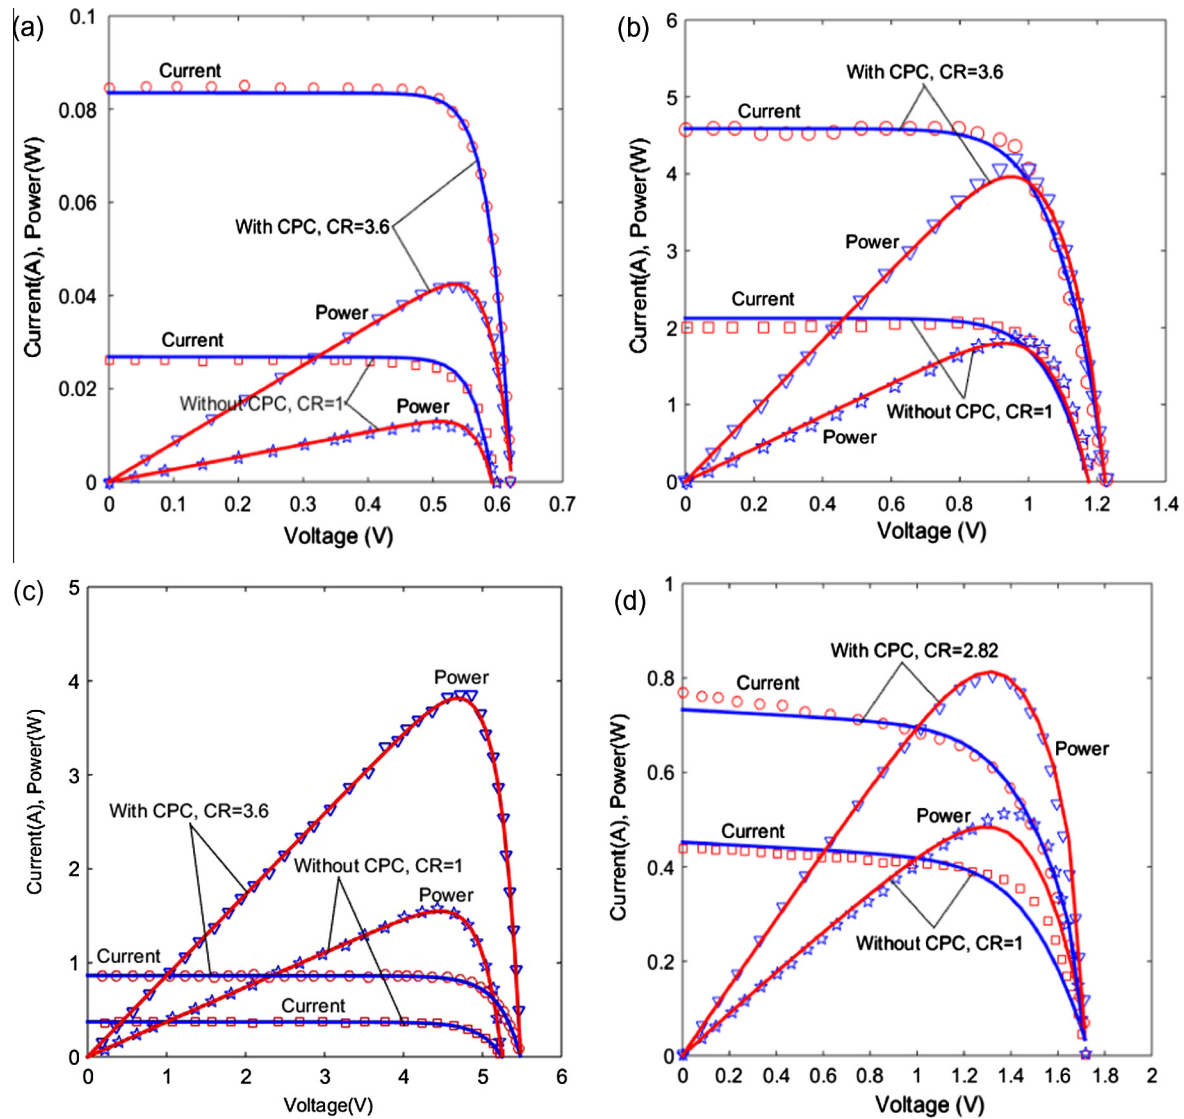 (a)
0.1
0.08
0.06
0.04
0.02
0
Current(A), Power(W)
Current
With CPC, CR=3.6
Power
Current
Without CPC, CR=1
Power
0 0.1 0.2 0.3 0.4 0.5 0.6 0.7
Voltage (V)
(b)
6
5
4
3
2
1
0
Current(A), Power(W)
With CPC, CR=3.6
Current
Power
Current
Without CPC, CR=1
Power
0 0.2 0.4 0.6 0.8 1 1.2 1.4
Voltage (V)
(c)
5
4
3
2
1
0
Current(A), Power(W)
Power
With CPC, CR=3.6
Without CPC, CR=1
Power
Current
Current
0 1 2 3 4 5 6
Voltage(V)
(d)
1
0.8
0.6
0.4
0.2
0
Current(A), Power(W)
With CPC, CR=2.82
Current
Power
Power
Current
Without CPC, CR=1
0 0.2 0.4 0.6 0.8 1 1.2 1.4 1.6 1.8 2
Voltage (V)